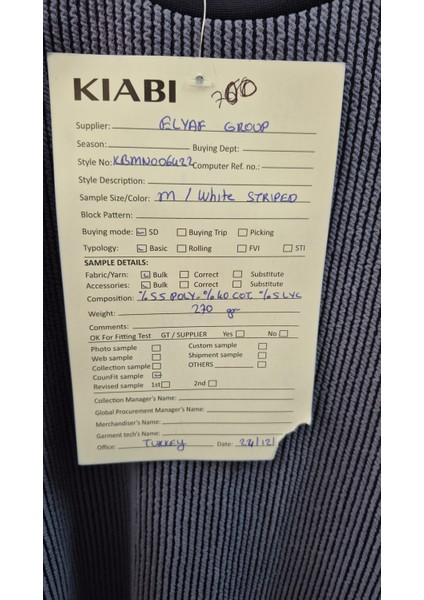 KIABI 700
Supplier: ELYAF GROUP
Season: Buying Dept:
Style No: KBMN006422 Computer Ref. no.:
Style Description:
Sample Size/Color: M / White STRIPED
Block Pattern:
Buying mode: SD Buying Trip Picking
Typology: Basic Rolling FVI STI
SAMPLE DETAILS:
Fabric/Yarn: Bulk Correct Substitute
Accessories: Bulk Correct Substitute
Composition: %55 POLY - %40 COT. %5 LYC
Weight: 270 gr
Comments:
OK For Fitting Test GT / SUPPLIER Yes No
Photo sample Custom sample
Web sample Shipment sample
Collection sample OTHERS
CounFit sample
Revised sample 1st 2nd
Collection Manager's Name:
Global Procurement Manager's Name:
Merchandiser's Name:
Garment tech's Name:
Office: TURKEY Date: 24/12/